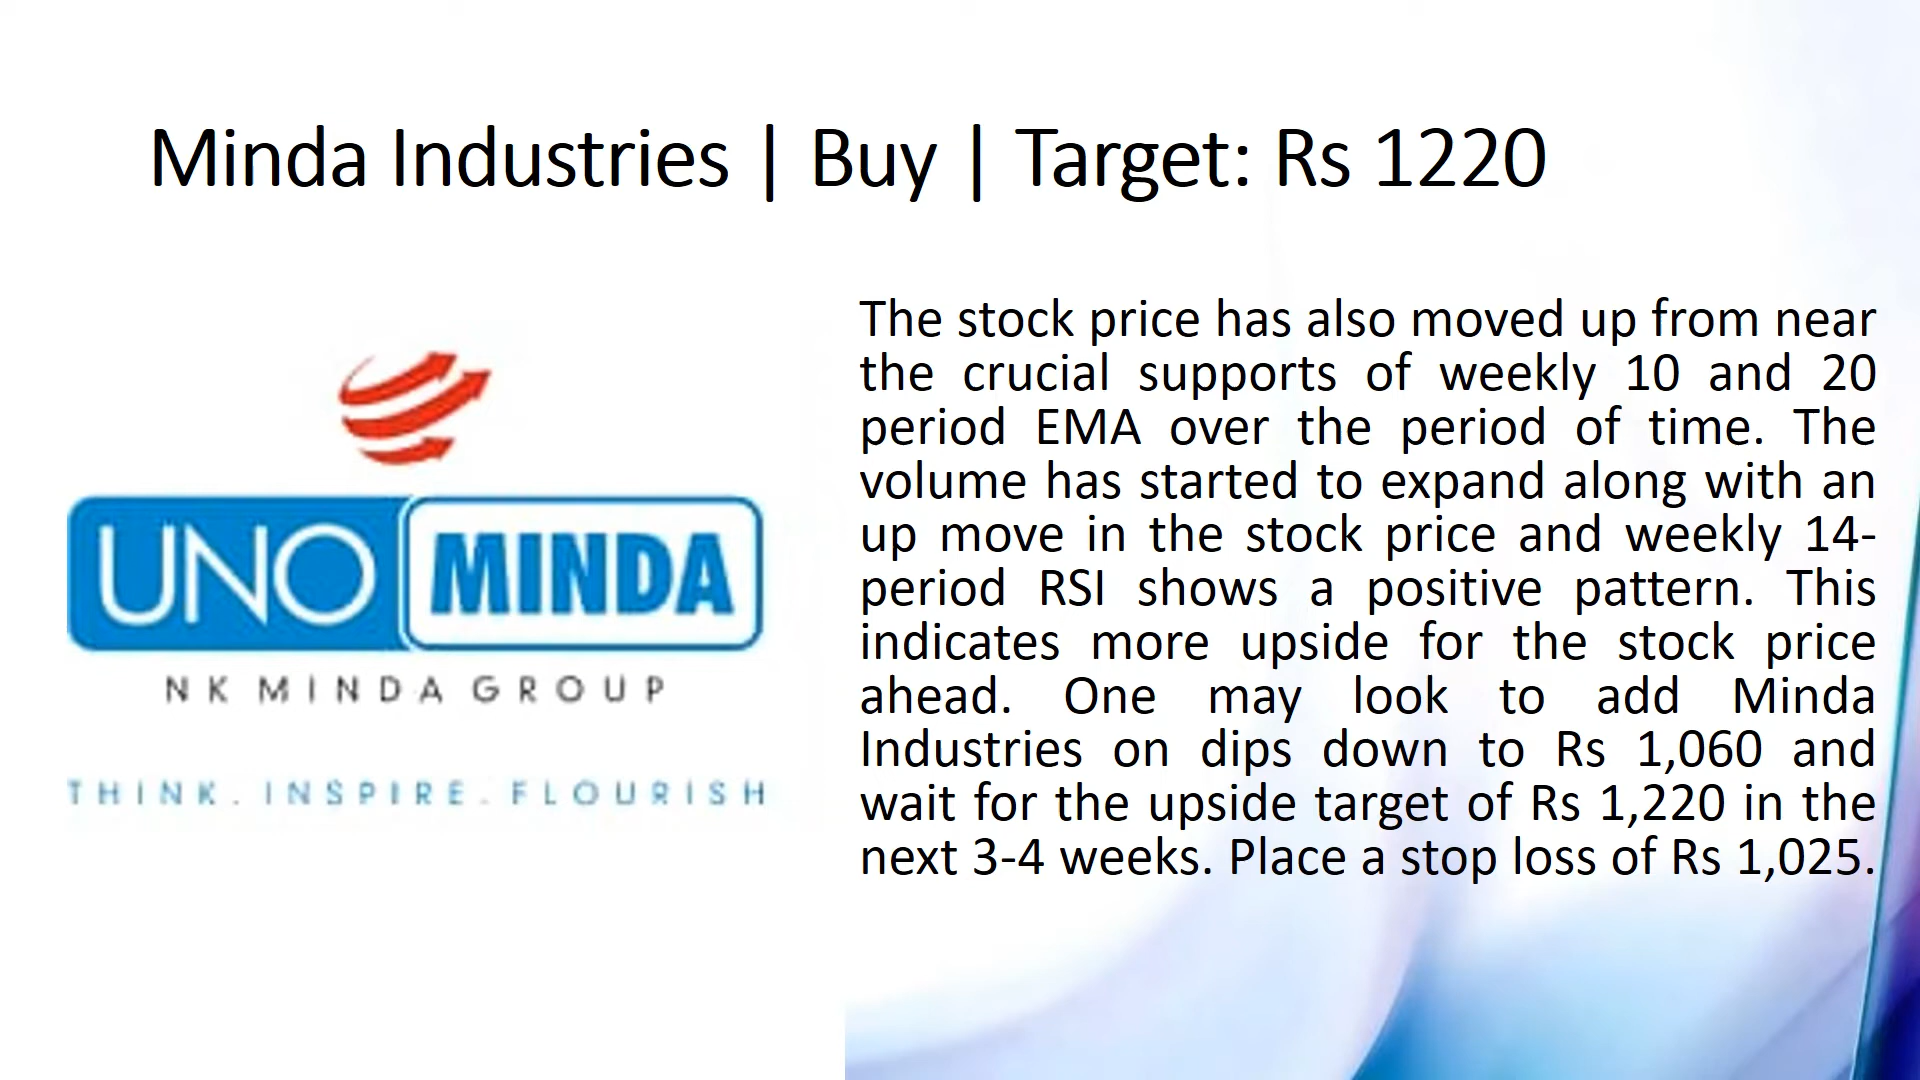 Minda Industries | Buy | Target: Rs 1220
UNO MINDA
NK MINDA GROUP
THINK. INSPIRE. FLOURISH
The stock price has also moved up from near
the crucial supports of weekly 10 and 20
period EMA over the period of time. The
volume has started to expand along with an
up move in the stock price and weekly 14-
period RSI shows a positive pattern. This
indicates more upside for the stock price
ahead. One may look to add Minda
Industries on dips down to Rs 1,060 and
wait for the upside target of Rs 1,220 in the
next 3-4 weeks. Place a stop loss of Rs 1,025.